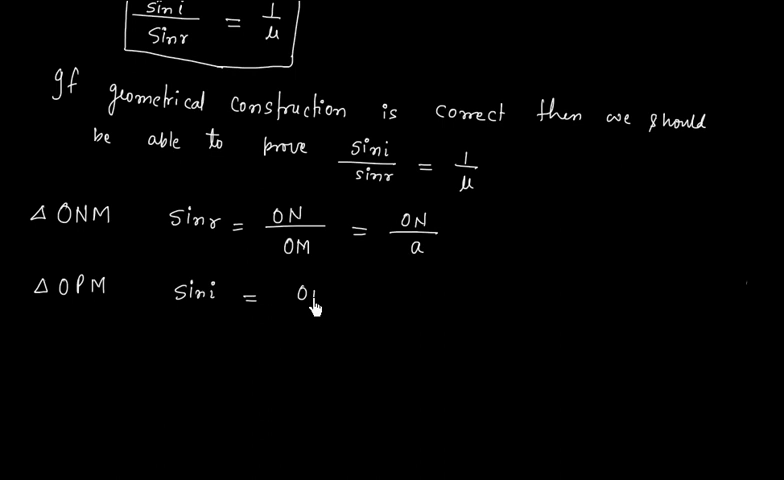 sin i / sin r = 1 / μ
If geometrical construction is correct then we should
be able to prove sin i / sin r = 1 / μ
Δ ONM sin r = ON / OM = ON / a
Δ OPM sin i = O